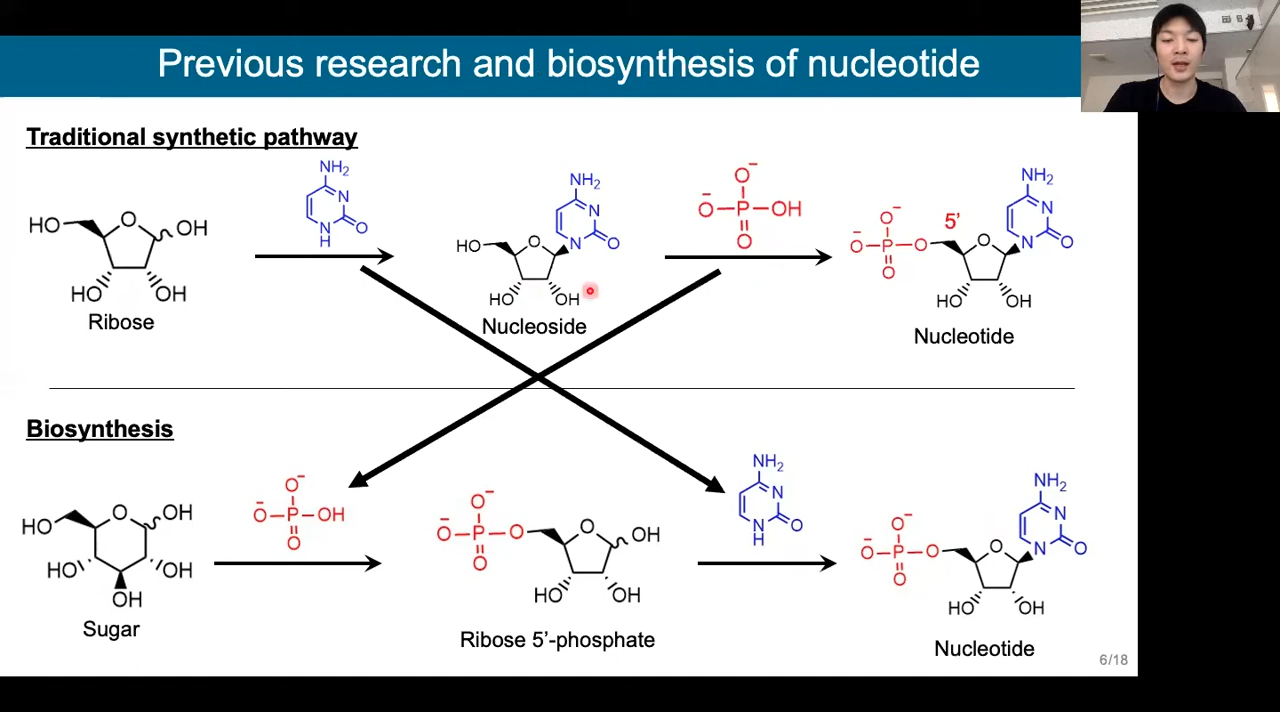 Previous research and biosynthesis of nucleotide
Traditional synthetic pathway
HO
O
OH
HO
OH
Ribose
NH₂
N
N
H
O
HO
O
NH₂
N
N
O
HO
OH
Nucleoside
O⁻
⁻O
P
OH
O
O⁻
⁻O
P
O
O
5’
O
NH₂
N
N
O
HO
OH
Nucleotide
Biosynthesis
HO
O
OH
HO
OH
OH
Sugar
O⁻
⁻O
P
OH
O
O⁻
⁻O
P
O
O
O
OH
HO
OH
Ribose 5’-phosphate
NH₂
N
N
H
O
O⁻
⁻O
P
O
O
O
NH₂
N
N
O
HO
OH
Nucleotide
6/18